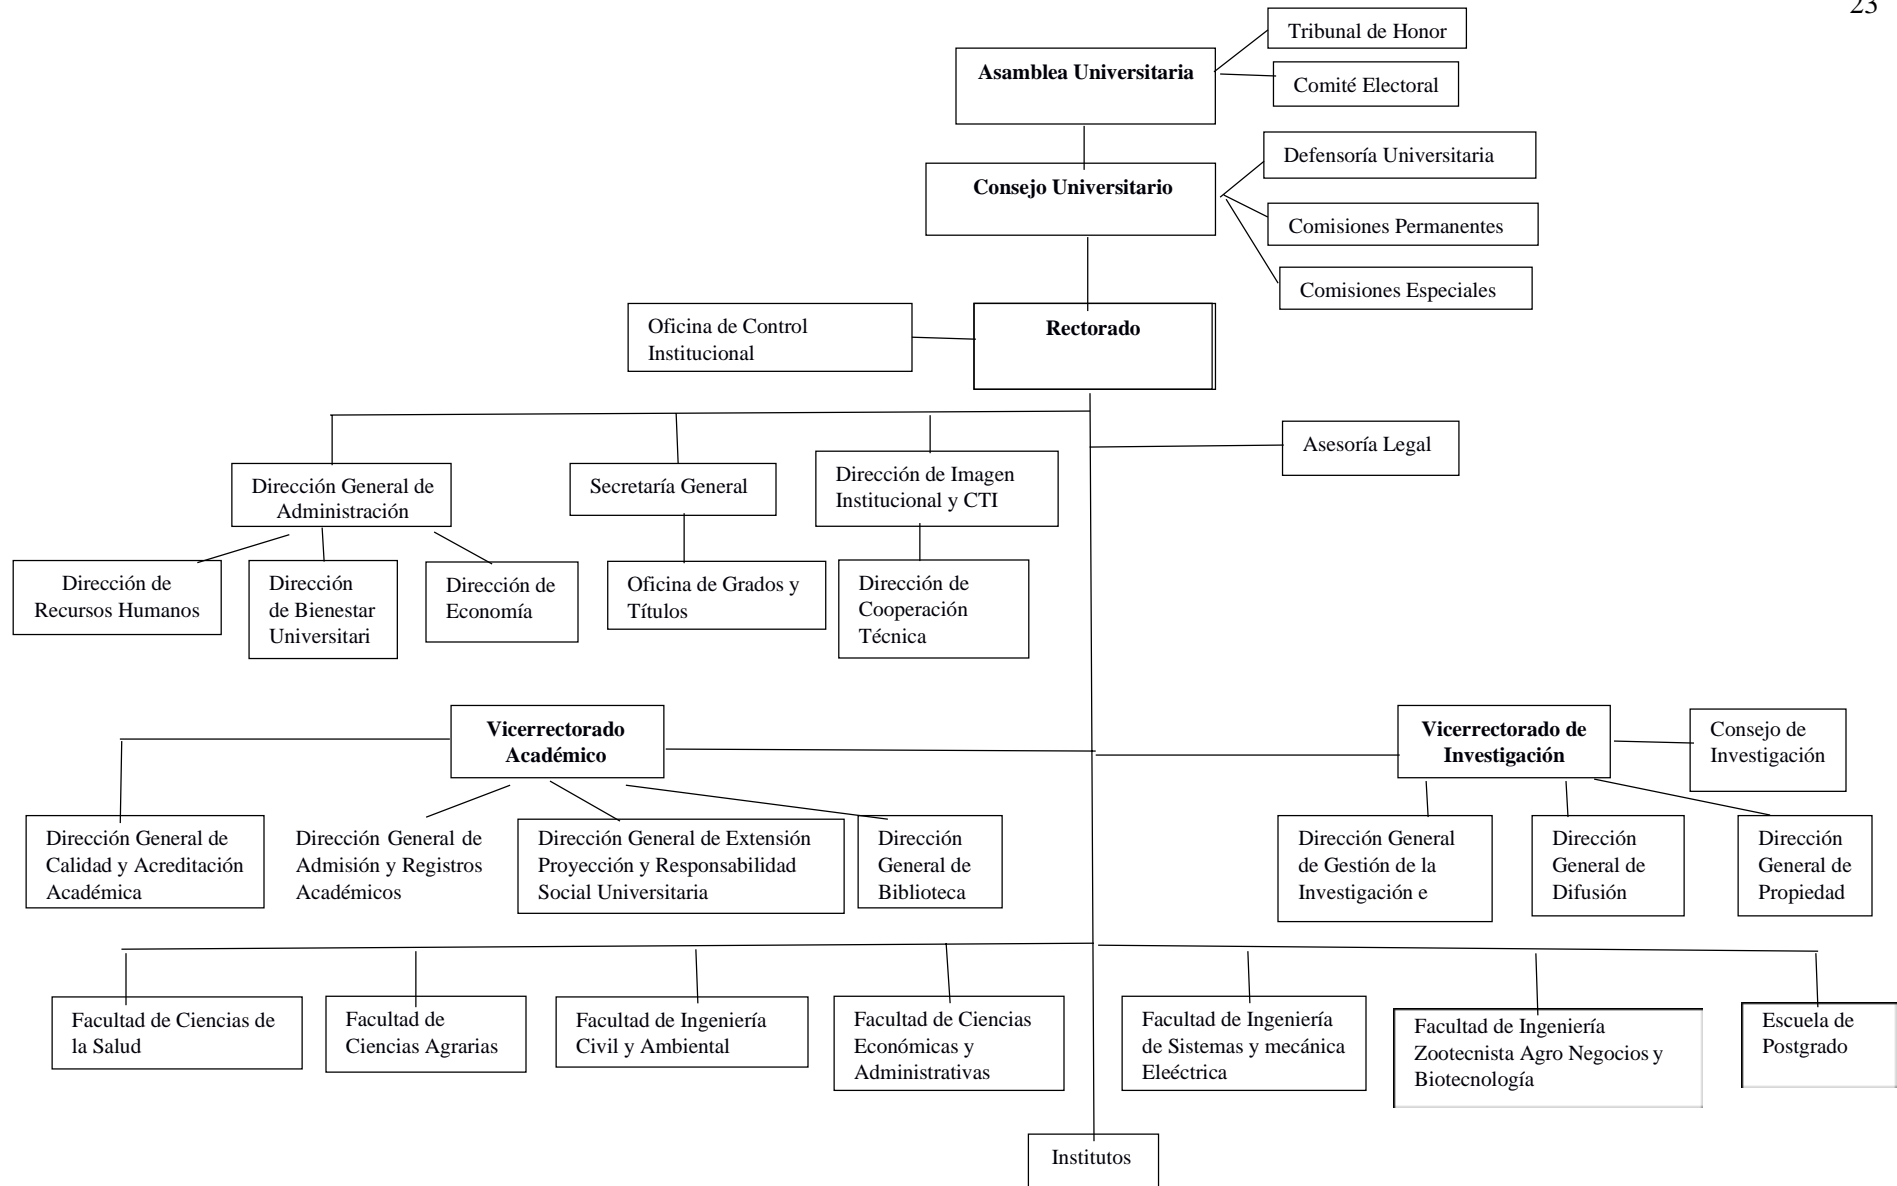 23
Tribunal de Honor
Asamblea Universitaria
Comité Electoral
Defensoría Universitaria
Consejo Universitario
Comisiones Permanentes
Comisiones Especiales
Oficina de Control
Institucional
Rectorado
Asesoría Legal
Dirección General de
Administración
Secretaría General
Dirección de Imagen
Institucional y CTI
Dirección de
Recursos Humanos
Dirección
de Bienestar
Universitari
Dirección de
Economía
Oficina de Grados y
Títulos
Dirección de
Cooperación
Técnica
Vicerrectorado
Académico
Vicerrectorado de
Investigación
Consejo de
Investigación
Dirección General de
Calidad y Acreditación
Académica
Dirección General de
Admisión y Registros
Académicos
Dirección General de Extensión
Proyección y Responsabilidad
Social Universitaria
Dirección
General de
Biblioteca
Dirección General
de Gestión de la
Investigación e
Dirección
General de
Difusión
Dirección
General de
Propiedad
Facultad de Ciencias de
la Salud
Facultad de
Ciencias Agrarias
Facultad de Ingeniería
Civil y Ambiental
Facultad de Ciencias
Económicas y
Administrativas
Facultad de Ingeniería
de Sistemas y mecánica
Eleéctrica
Facultad de Ingeniería
Zootecnista Agro Negocios y
Biotecnología
Escuela de
Postgrado
Institutos